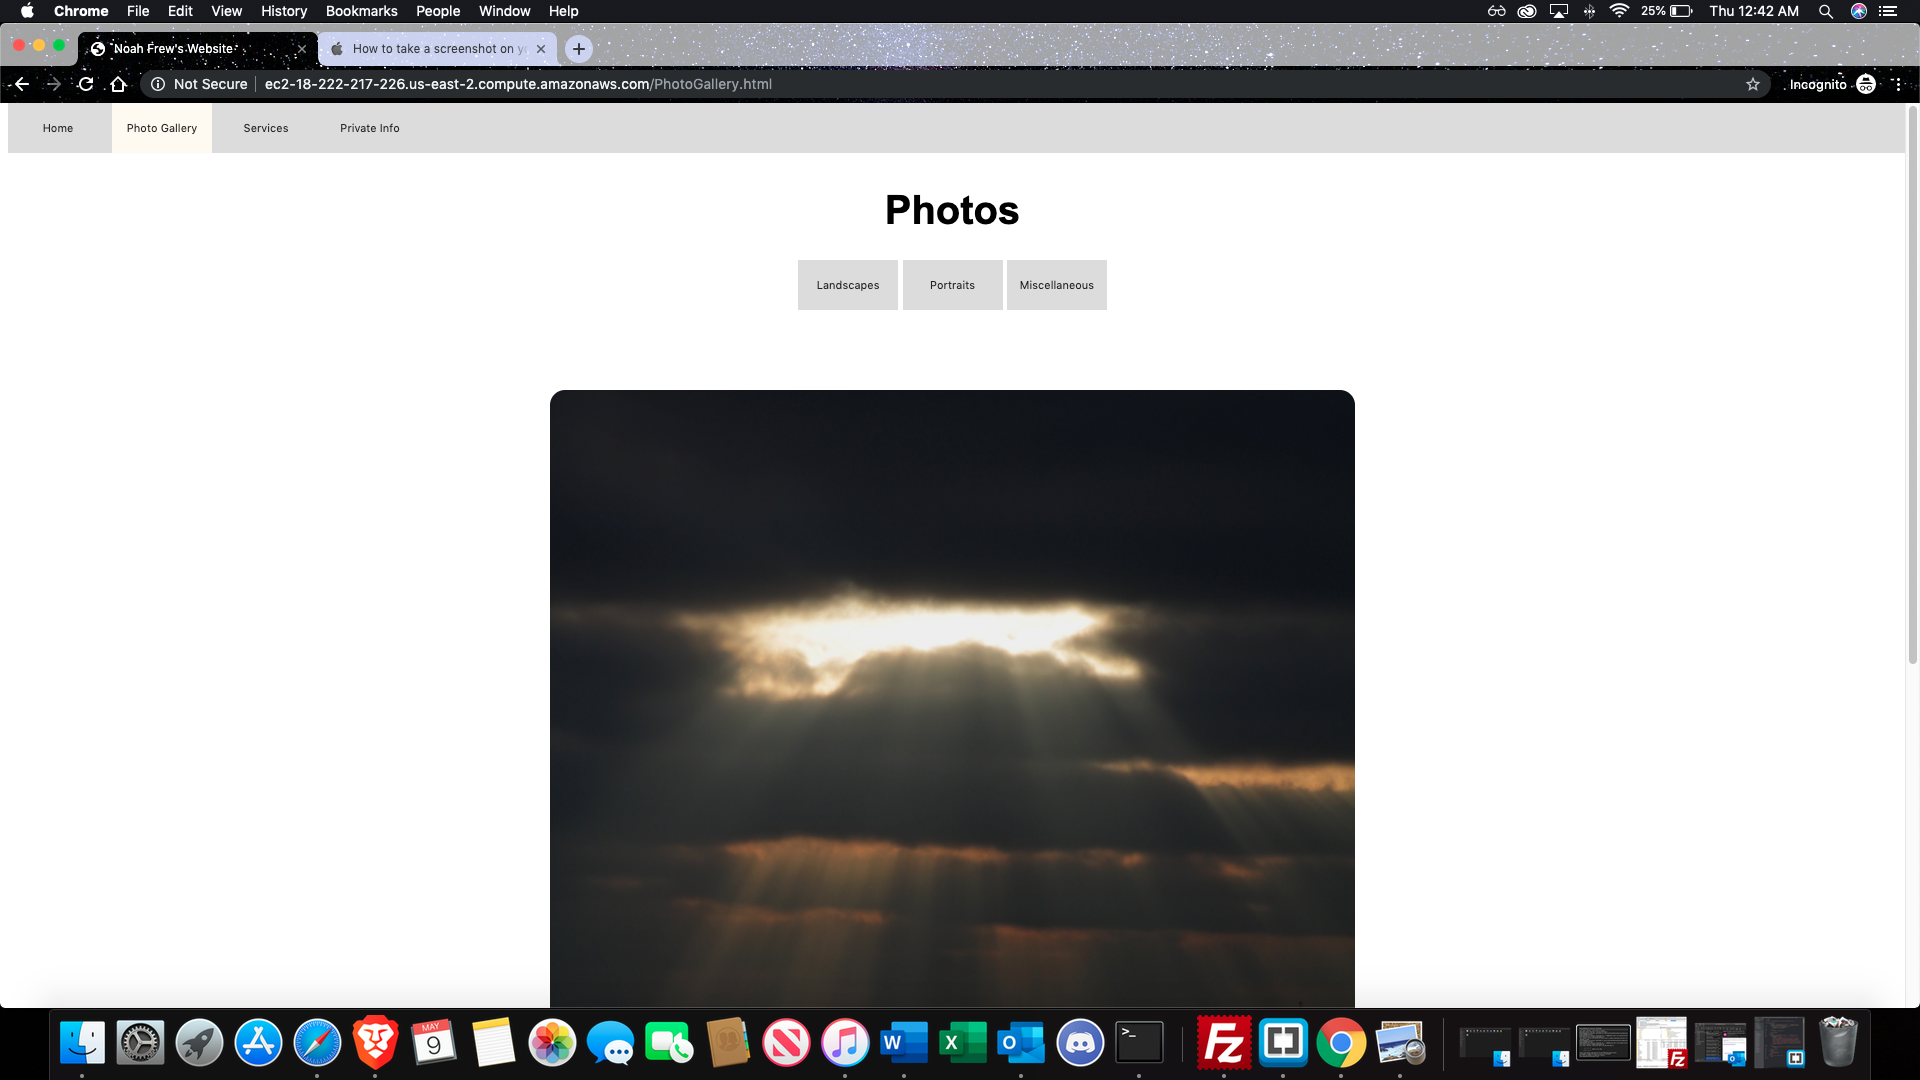 Chrome File Edit View History Bookmarks People Window Help 25% Thu 12:42 AM
Noah Frew's Website How to take a screenshot on y
Not Secure ec2-18-222-217-226.us-east-2.compute.amazonaws.com/PhotoGallery.html Incognito
Home Photo Gallery Services Private Info
Photos
Landscapes Portraits Miscellaneous
MAY
9
W X O >_ Fz
Fz